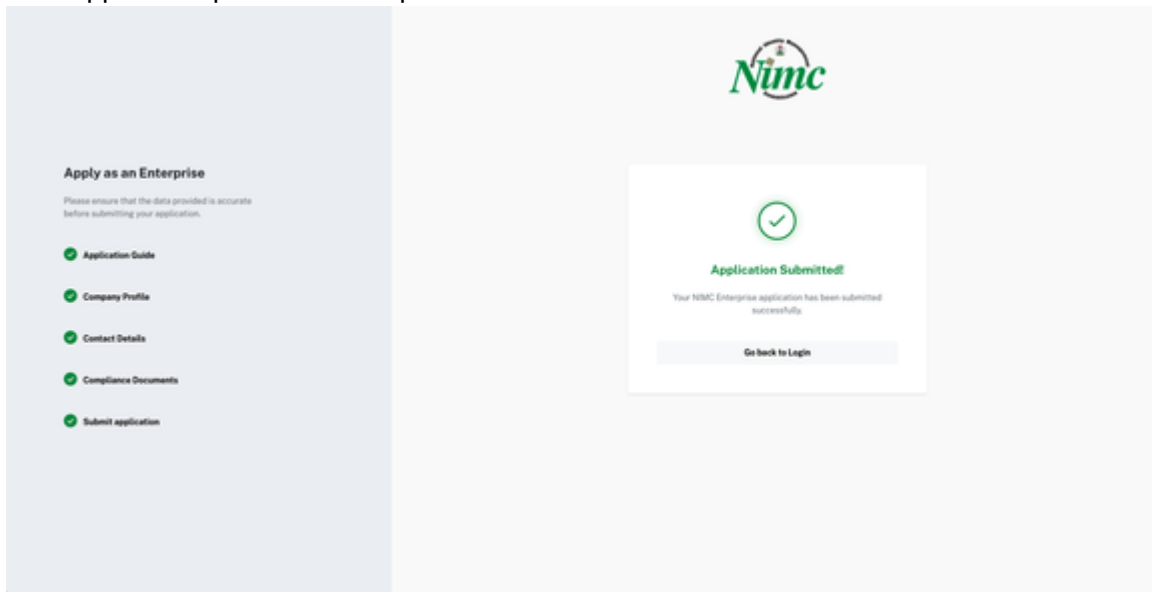 Nimc
Apply as an Enterprise
Please ensure that the data provided is accurate
before submitting your application.
Application Guide
Company Profile
Contact Details
Compliance Documents
Submit application
Application Submitted!
Your NIMC Enterprise application has been submitted
successfully.
Go back to Login